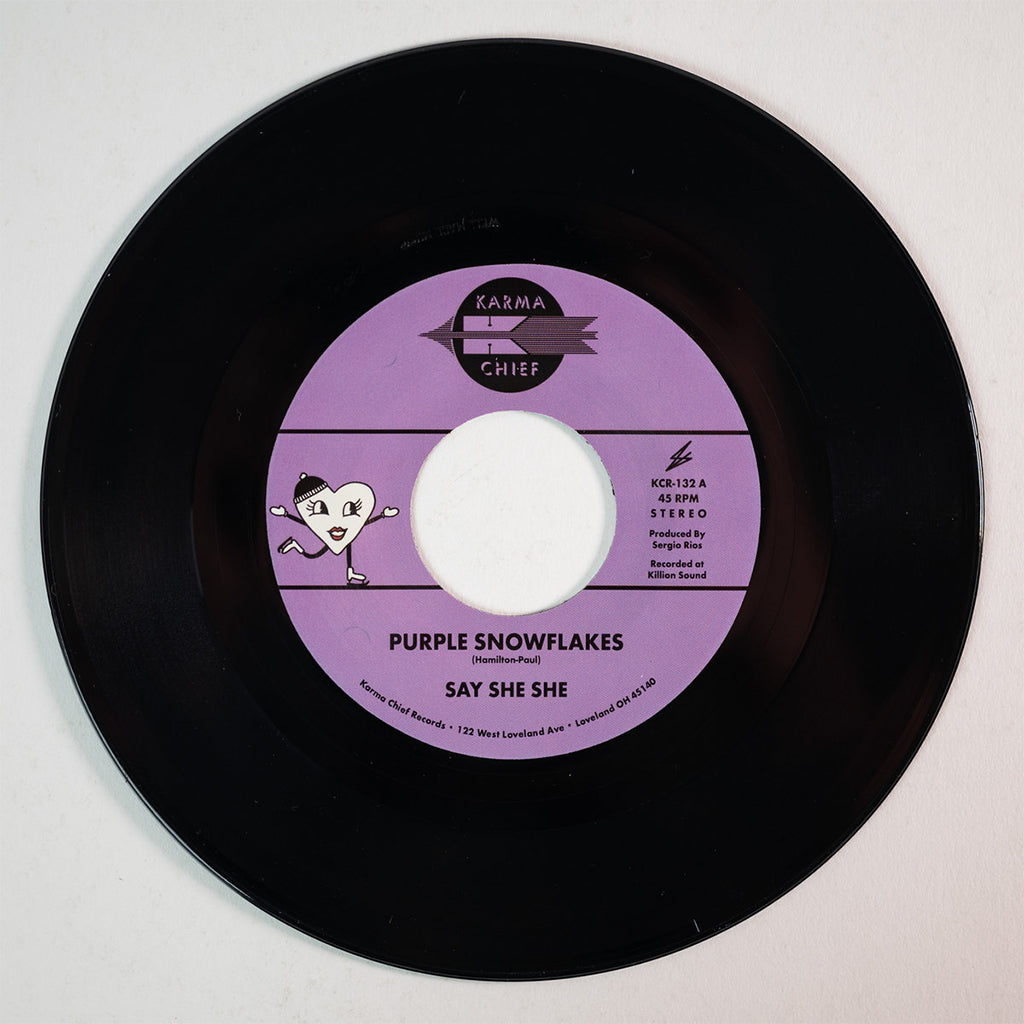 KARMA
CHIEF
KCR-132 A
45 RPM
STEREO
Produced By
Sergio Rios
Recorded at
Killion Sound
PURPLE SNOWFLAKES
(Hamilton-Paul)
SAY SHE SHE
Karma Chief Records • 122 West Loveland Ave • Loveland OH 45140